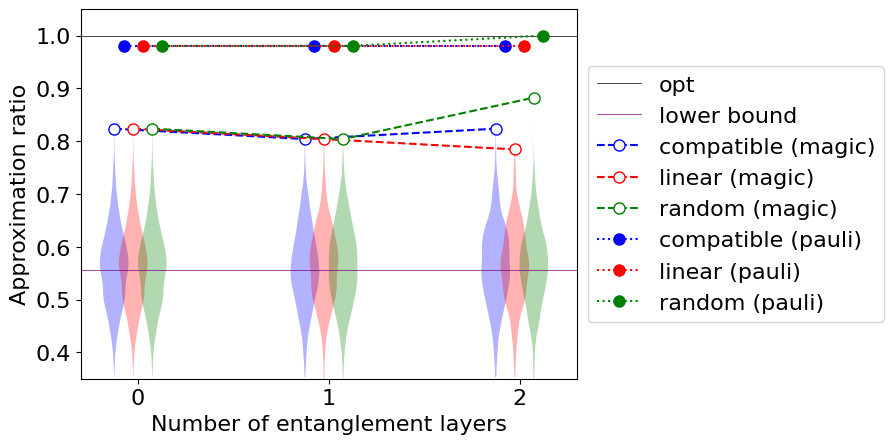 1.0
0.9
0.8
0.7
0.6
0.5
0.4
Approximation ratio
0 1 2
Number of entanglement layers
opt
lower bound
compatible (magic)
linear (magic)
random (magic)
compatible (pauli)
linear (pauli)
random (pauli)